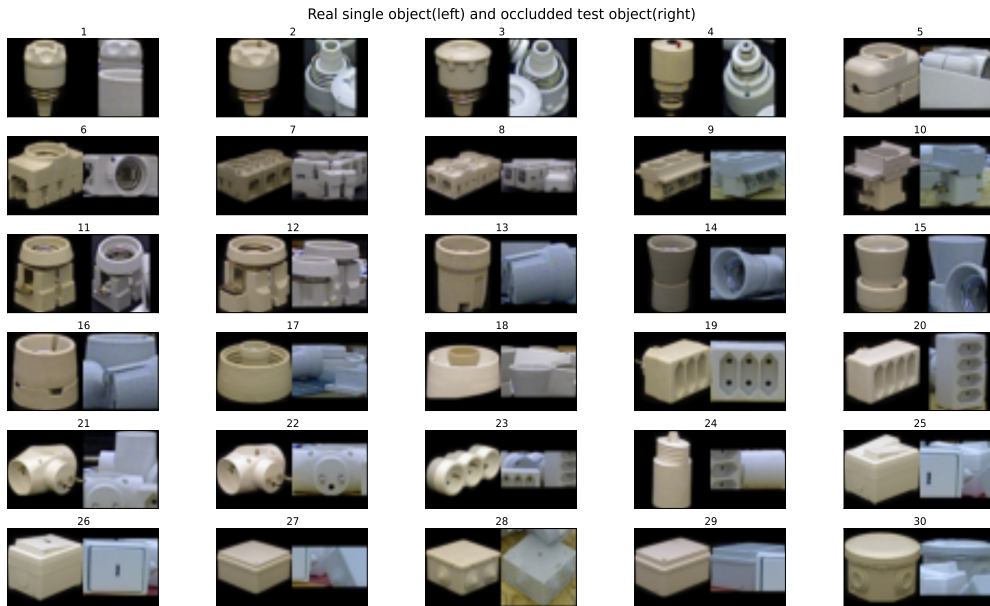 Real single object(left) and occludded test object(right)
1 2 3 4 5
6 7 8 9 10
11 12 13 14 15
16 17 18 19 20
21 22 23 24 25
26 27 28 29 30